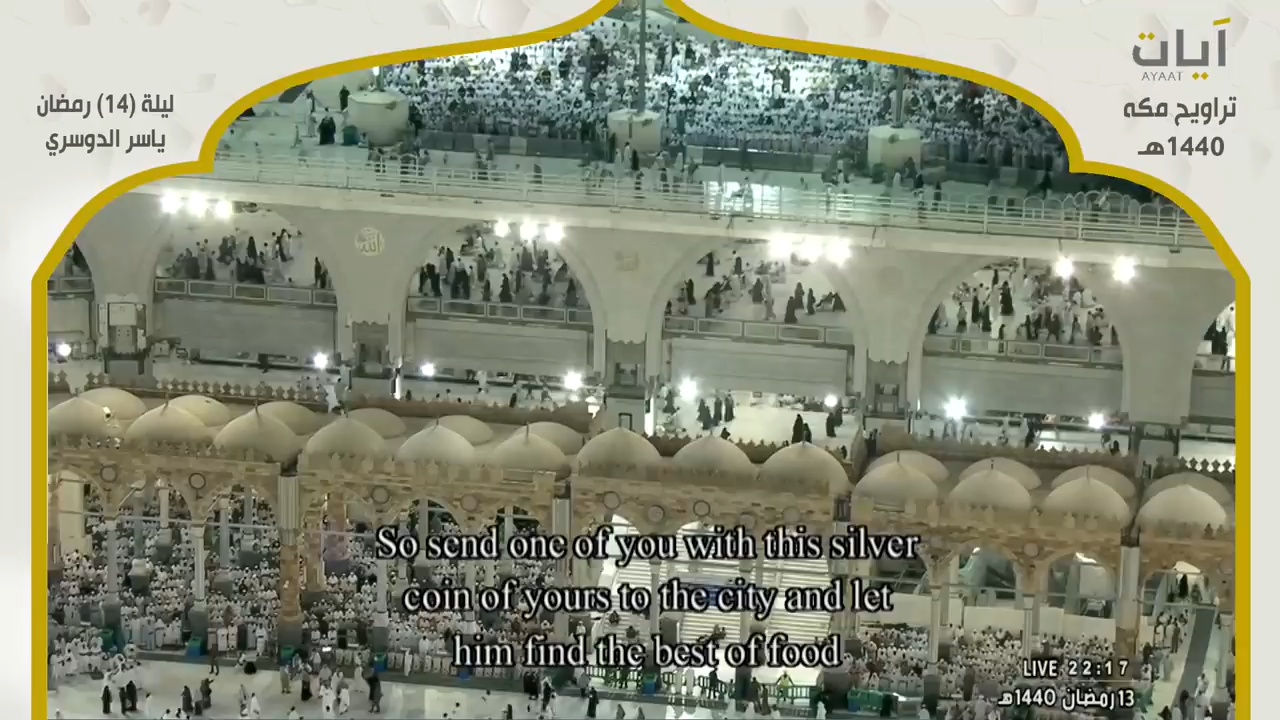 آيات
AYAAT
تراويح مكه
1440هـ
ليلة (14) رمضان
ياسر الدوسري
الله
So send one of you with this silver
coin of yours to the city and let
him find the best of food
LIVE 22:17
13 رمضان 1440هـ